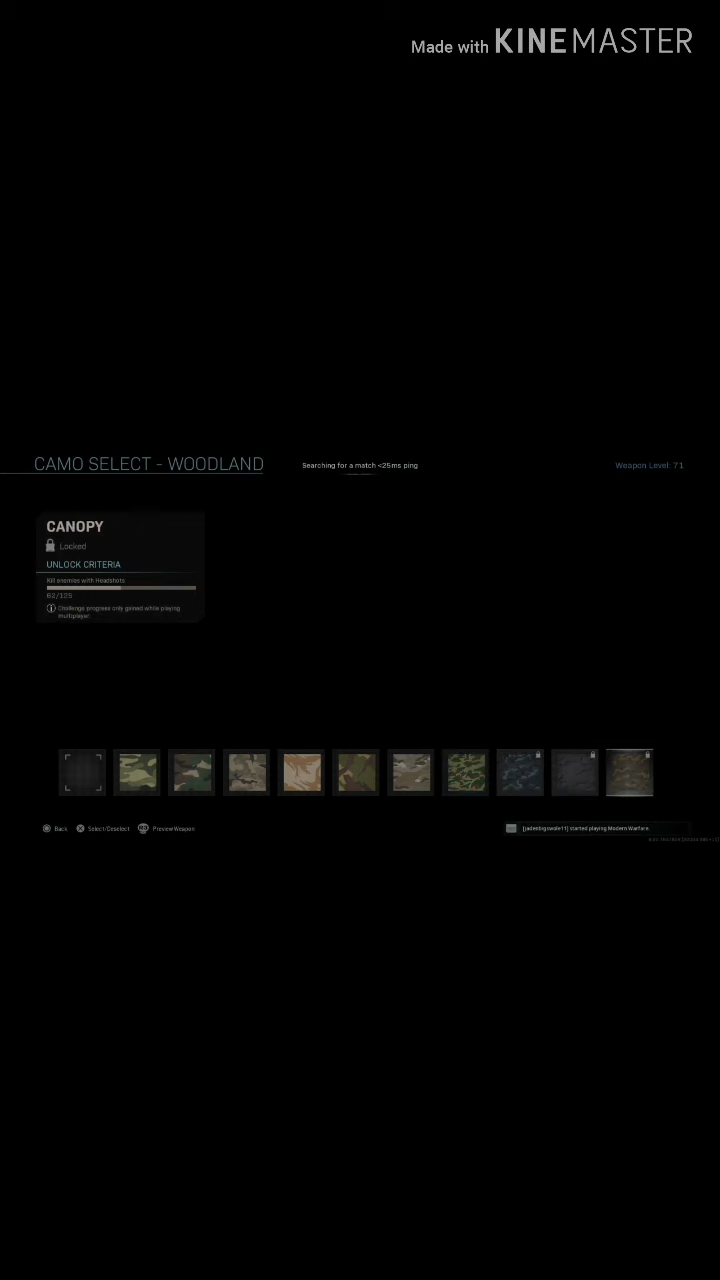 Made with KINEMASTER
CAMO SELECT - WOODLAND
Searching for a match <25ms ping
Weapon Level: 71
CANOPY
Locked
UNLOCK CRITERIA
Kill enemies with Headshots
62/125
Challenge progress only gained while playing
multiplayer.
Back
Select/Deselect
R3 Preview Weapon
[jadenbigswole11] started playing Modern Warfare.